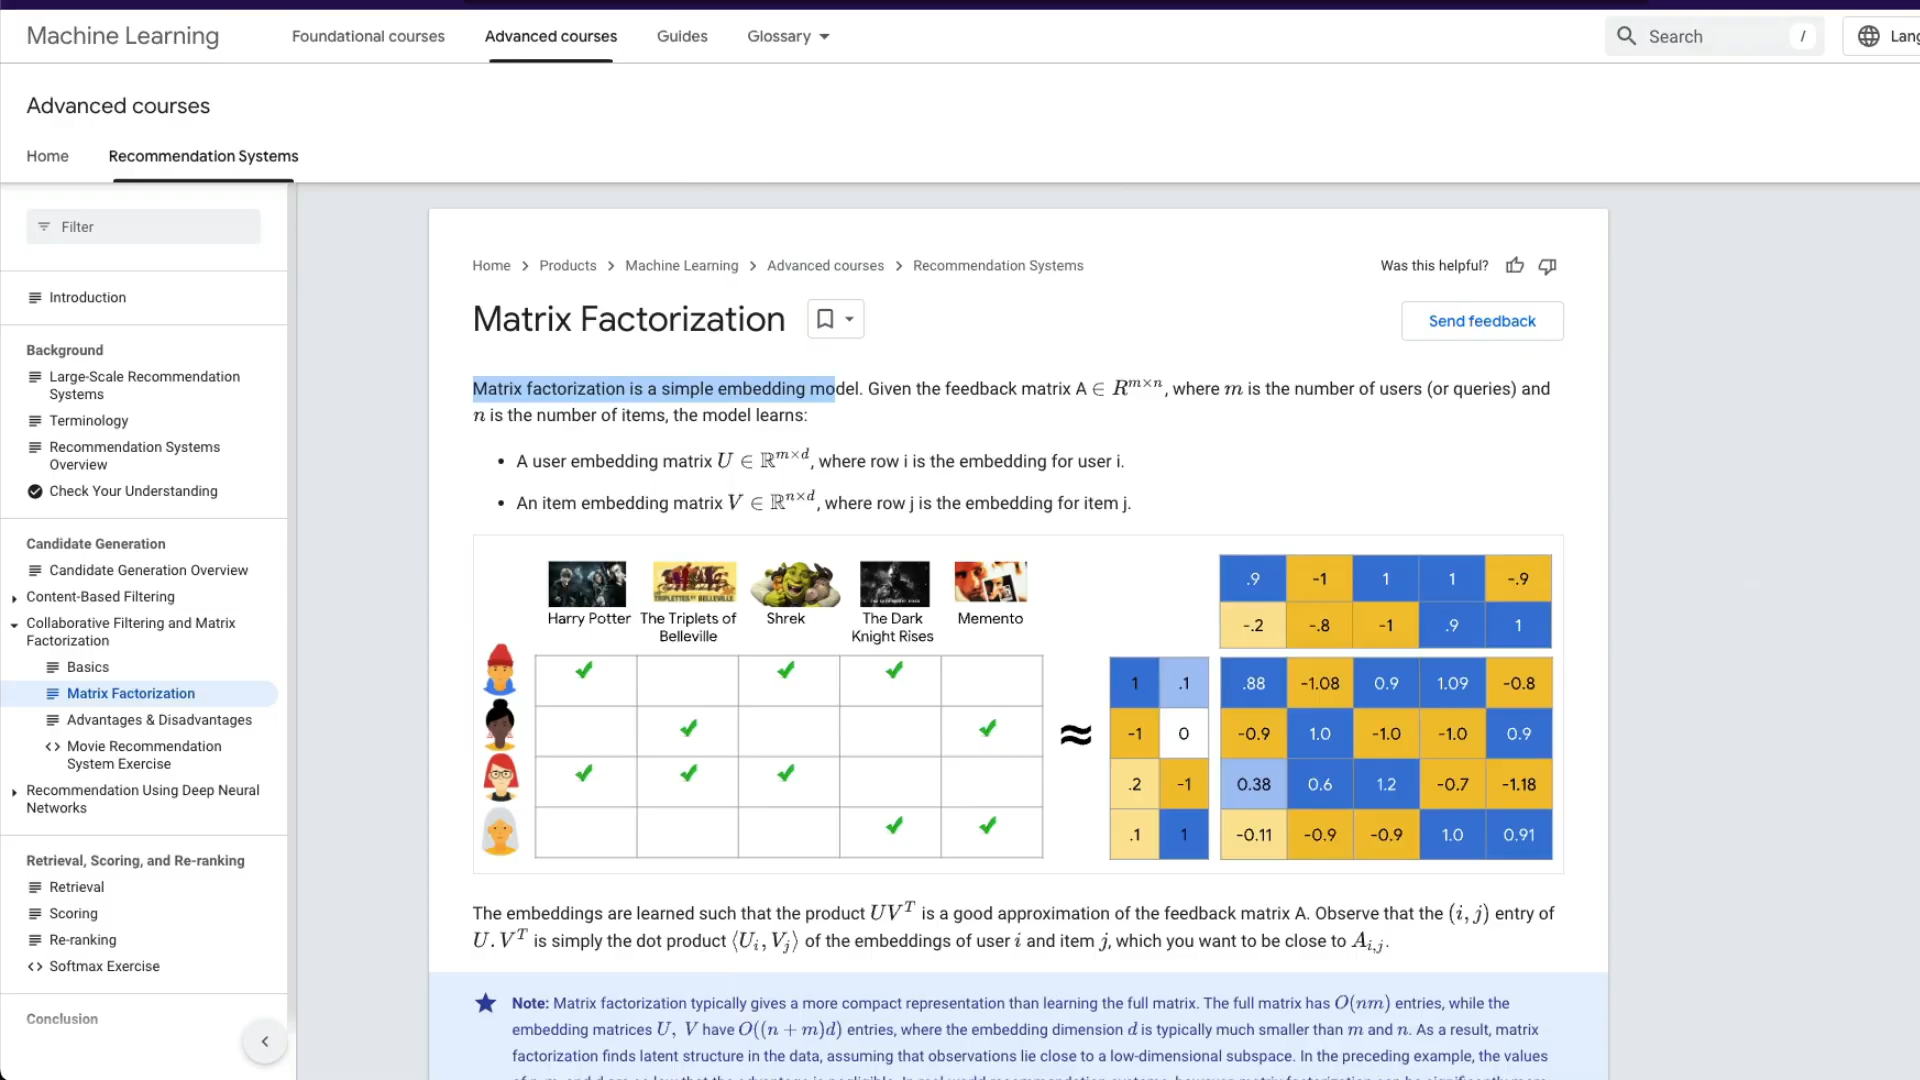 Machine Learning
Foundational courses
Advanced courses
Guides
Glossary
Search
/
Lang
Advanced courses
Home
Recommendation Systems
Filter
Introduction
Background
Large-Scale Recommendation
Systems
Terminology
Recommendation Systems
Overview
Check Your Understanding
Candidate Generation
Candidate Generation Overview
Content-Based Filtering
Collaborative Filtering and Matrix
Factorization
Basics
Matrix Factorization
Advantages & Disadvantages
<> Movie Recommendation
System Exercise
Recommendation Using Deep Neural
Networks
Retrieval, Scoring, and Re-ranking
Retrieval
Scoring
Re-ranking
<> Softmax Exercise
Conclusion
Home > Products > Machine Learning > Advanced courses > Recommendation Systems
Was this helpful?
Matrix Factorization
Send feedback
Matrix factorization is a simple embedding model. Given the feedback matrix A ∈ R^{m×n}, where m is the number of users (or queries) and
n is the number of items, the model learns:
• A user embedding matrix U ∈ ℝ^{m×d}, where row i is the embedding for user i.
• An item embedding matrix V ∈ ℝ^{n×d}, where row j is the embedding for item j.
Harry Potter
The Triplets of
Belleville
Shrek
The Dark
Knight Rises
Memento
.9 -1 1 1 -.9
-.2 -.8 -1 .9 1
≈
1 .1
-1 0
.2 -1
.1 1
.88 -1.08 0.9 1.09 -0.8
-0.9 1.0 -1.0 -1.0 0.9
0.38 0.6 1.2 -0.7 -1.18
-0.11 -0.9 -0.9 1.0 0.91
The embeddings are learned such that the product UV^T is a good approximation of the feedback matrix A. Observe that the (i, j) entry of
U.V^T is simply the dot product ⟨U_i, V_j⟩ of the embeddings of user i and item j, which you want to be close to A_{i,j}.
Note: Matrix factorization typically gives a more compact representation than learning the full matrix. The full matrix has O(nm) entries, while the
embedding matrices U, V have O((n + m)d) entries, where the embedding dimension d is typically much smaller than m and n. As a result, matrix
factorization finds latent structure in the data, assuming that observations lie close to a low-dimensional subspace. In the preceding example, the values